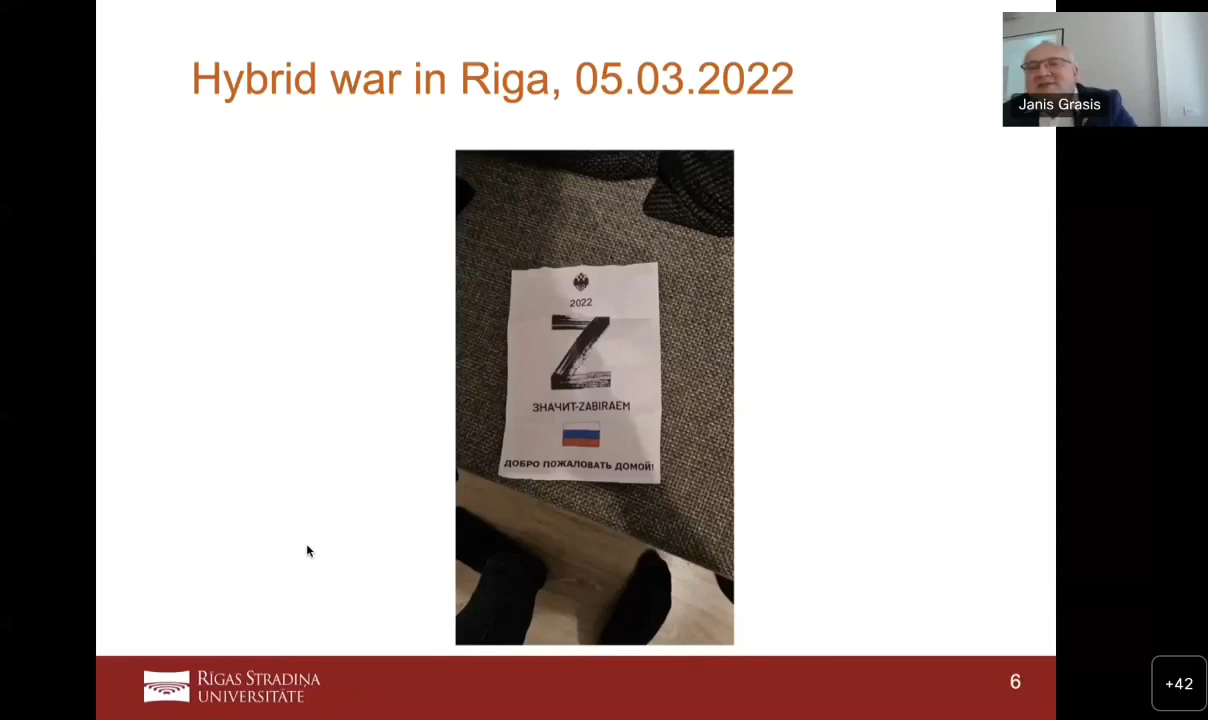 Hybrid war in Riga, 05.03.2022
Janis Grasis
2022
Z
ЗНАЧИТ-ZABIRAEM
ДОБРО ПОЖАЛОВАТЬ ДОМОЙ!
RĪGAS STRADIŅA
UNIVERSITĀTE
6
+42